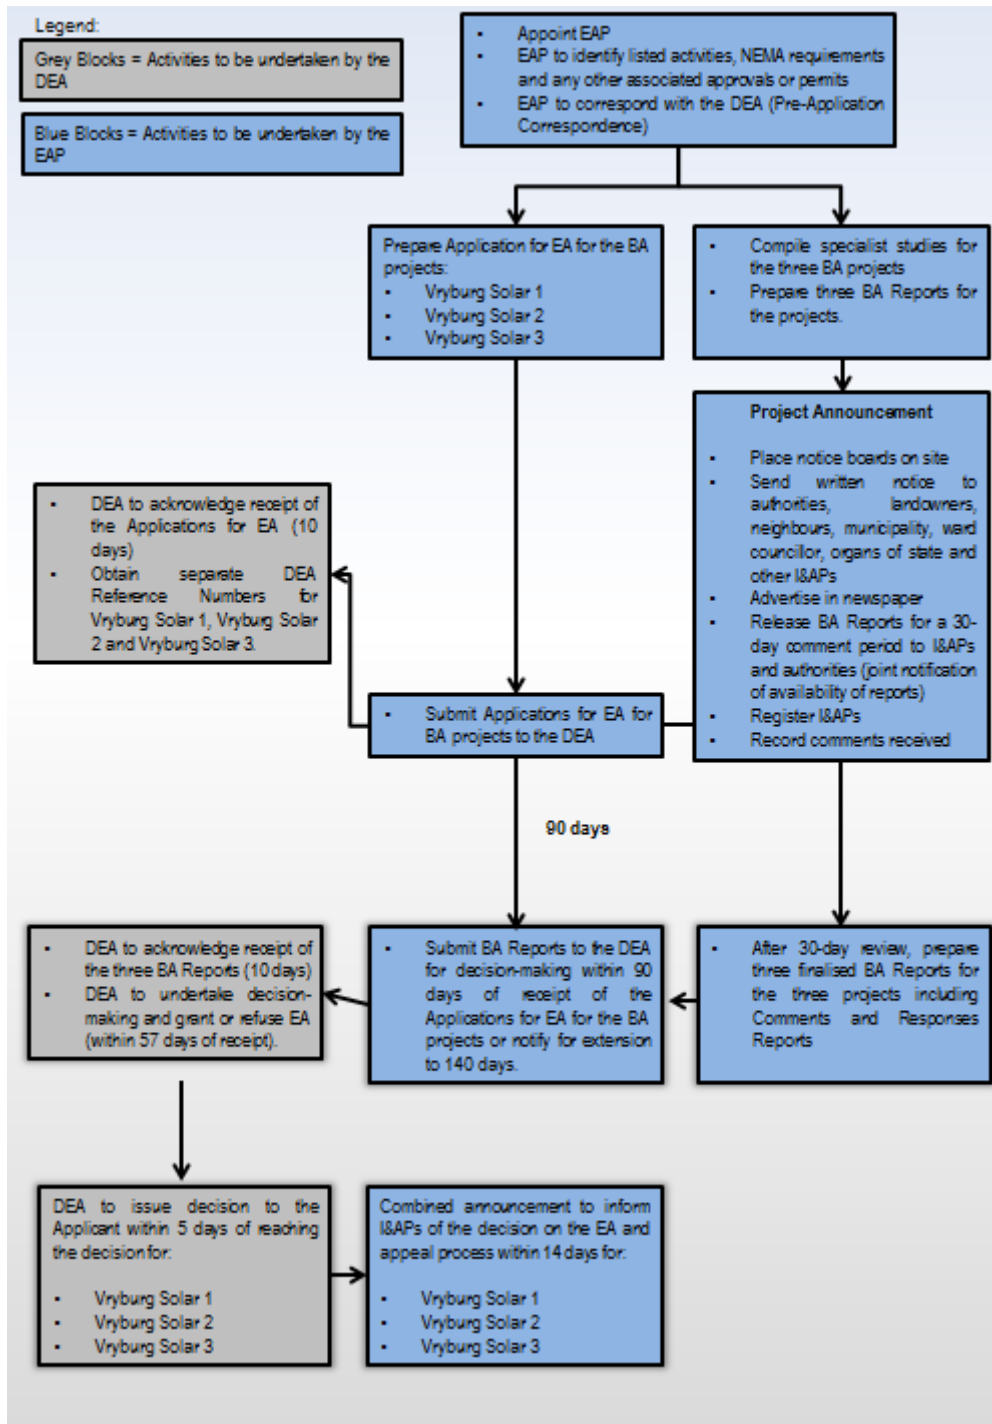 Legend:
Grey Blocks = Activities to be undertaken by the
DEA
Blue Blocks = Activities to be undertaken by the
EAP
▪ Appoint EAP
▪ EAP to identify listed activities, NEMA requirements
and any other associated approvals or permits
▪ EAP to correspond with the DEA (Pre-Application
Correspondence)
Prepare Application for EA for the BA
projects:
▪ Vryburg Solar 1
▪ Vryburg Solar 2
▪ Vryburg Solar 3
▪ Compile specialist studies for
the three BA projects
▪ Prepare three BA Reports for
the projects.
Project Announcement
▪ Place notice boards on site
▪ Send written notice to
authorities, landowners,
neighbours, municipality, ward
councillor, organs of state and
other I&APs
▪ Advertise in newspaper
▪ Release BA Reports for a 30-
day comment period to I&APs
and authorities (joint notification
of availability of reports)
▪ Register I&APs
▪ Record comments received
▪ DEA to acknowledge receipt of
the Applications for EA (10
days)
▪ Obtain separate DEA
Reference Numbers for
Vryburg Solar 1, Vryburg Solar
2 and Vryburg Solar 3.
▪ Submit Applications for EA for
BA projects to the DEA
90 days
▪ DEA to acknowledge receipt of
the three BA Reports (10 days)
▪ DEA to undertake decision-
making and grant or refuse EA
(within 57 days of receipt).
▪ Submit BA Reports to the DEA
for decision-making within 90
days of receipt of the
Applications for EA for the BA
projects or notify for extension
to 140 days.
▪ After 30-day review, prepare
three finalised BA Reports for
the three projects including
Comments and Responses
Reports
DEA to issue decision to the
Applicant within 5 days of reaching
the decision for:
▪ Vryburg Solar 1
▪ Vryburg Solar 2
▪ Vryburg Solar 3
Combined announcement to inform
I&APs of the decision on the EA and
appeal process within 14 days for:
▪ Vryburg Solar 1
▪ Vryburg Solar 2
▪ Vryburg Solar 3